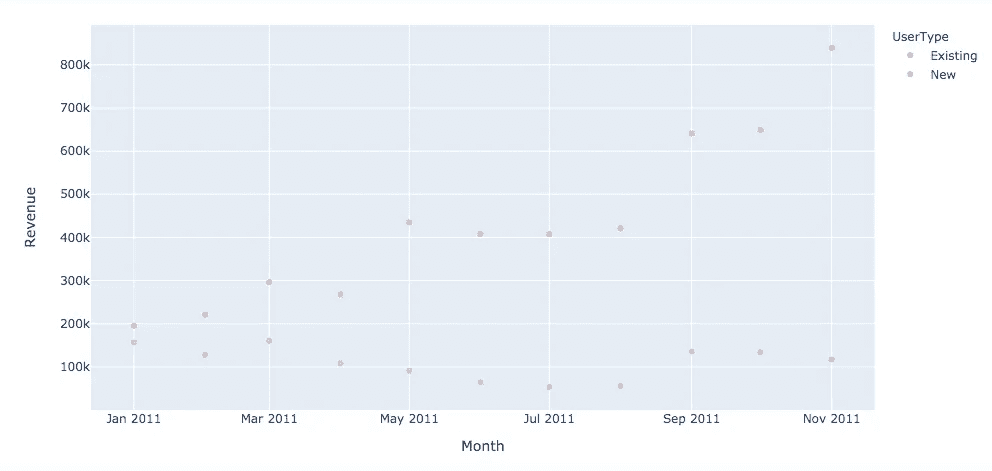 UserType
Existing
New
800k
700k
600k
500k
400k
300k
200k
100k
Revenue
Jan 2011 Mar 2011 May 2011 Jul 2011 Sep 2011 Nov 2011
Month